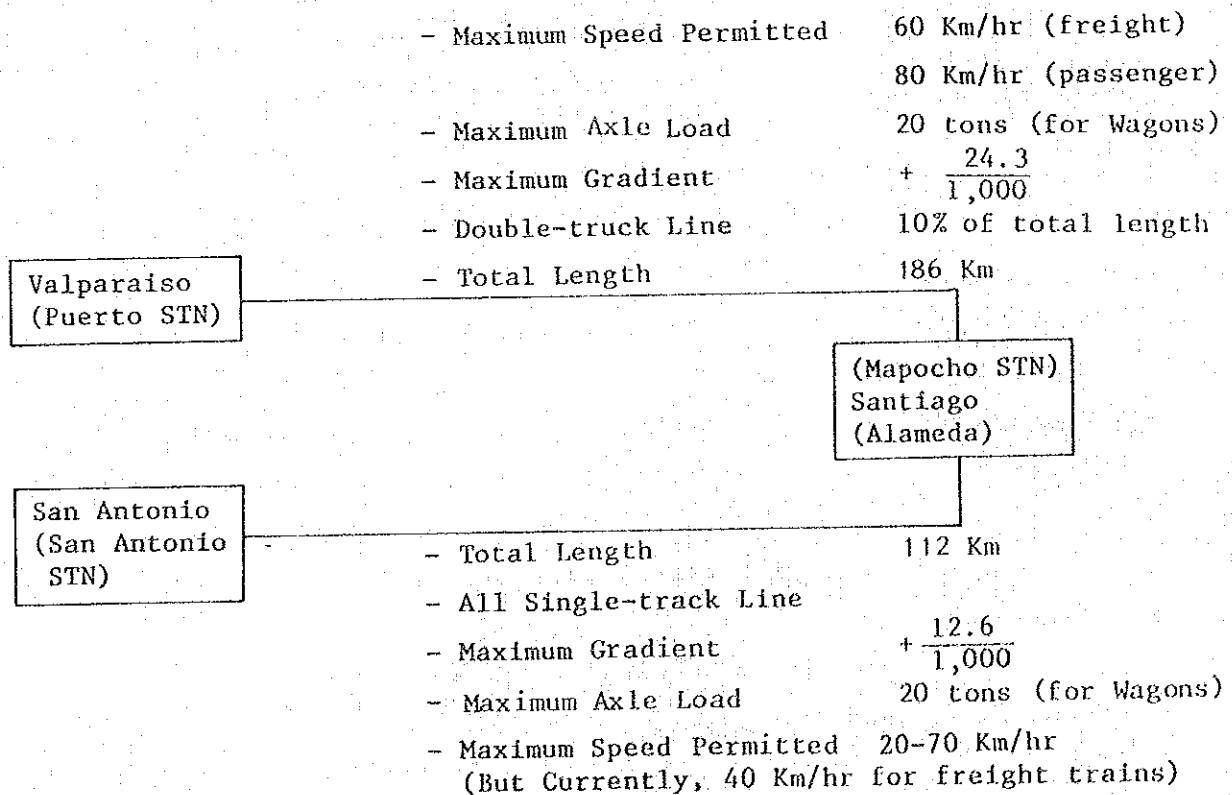 - Maximum Speed Permitted 60 Km/hr (freight)
80 Km/hr (passenger)
- Maximum Axle Load 20 tons (for Wagons)
- Maximum Gradient + 24.3/1,000
- Double-truck Line 10% of total length
- Total Length 186 Km
Valparaiso
(Puerto STN)
(Mapocho STN)
Santiago
(Alameda)
San Antonio
(San Antonio
STN)
- Total Length 112 Km
- All Single-track Line
- Maximum Gradient + 12.6/1,000
- Maximum Axle Load 20 tons (for Wagons)
- Maximum Speed Permitted 20-70 Km/hr
(But Currently, 40 Km/hr for freight trains)